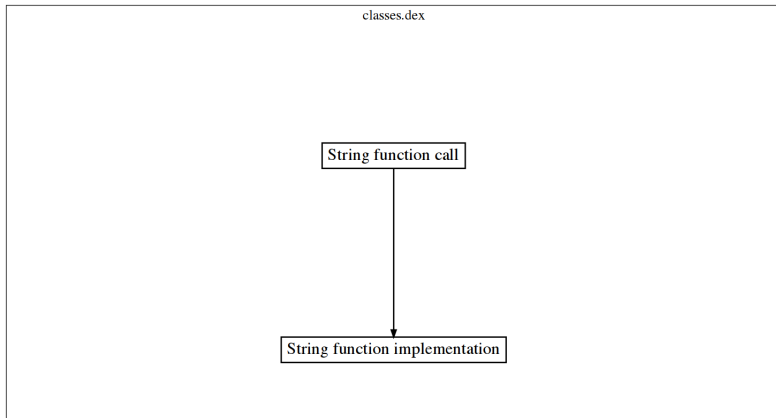 classes.dex
String function call
String function implementation